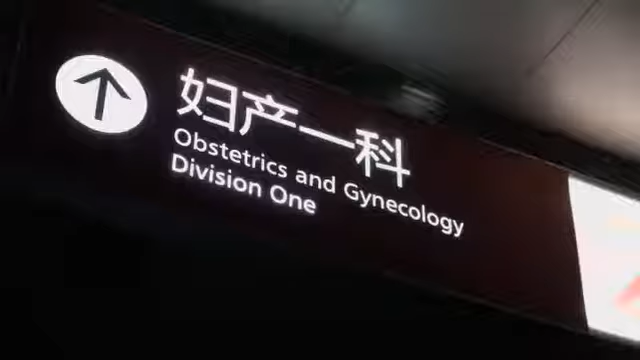 妇产一科
Obstetrics and Gynecology
Division One